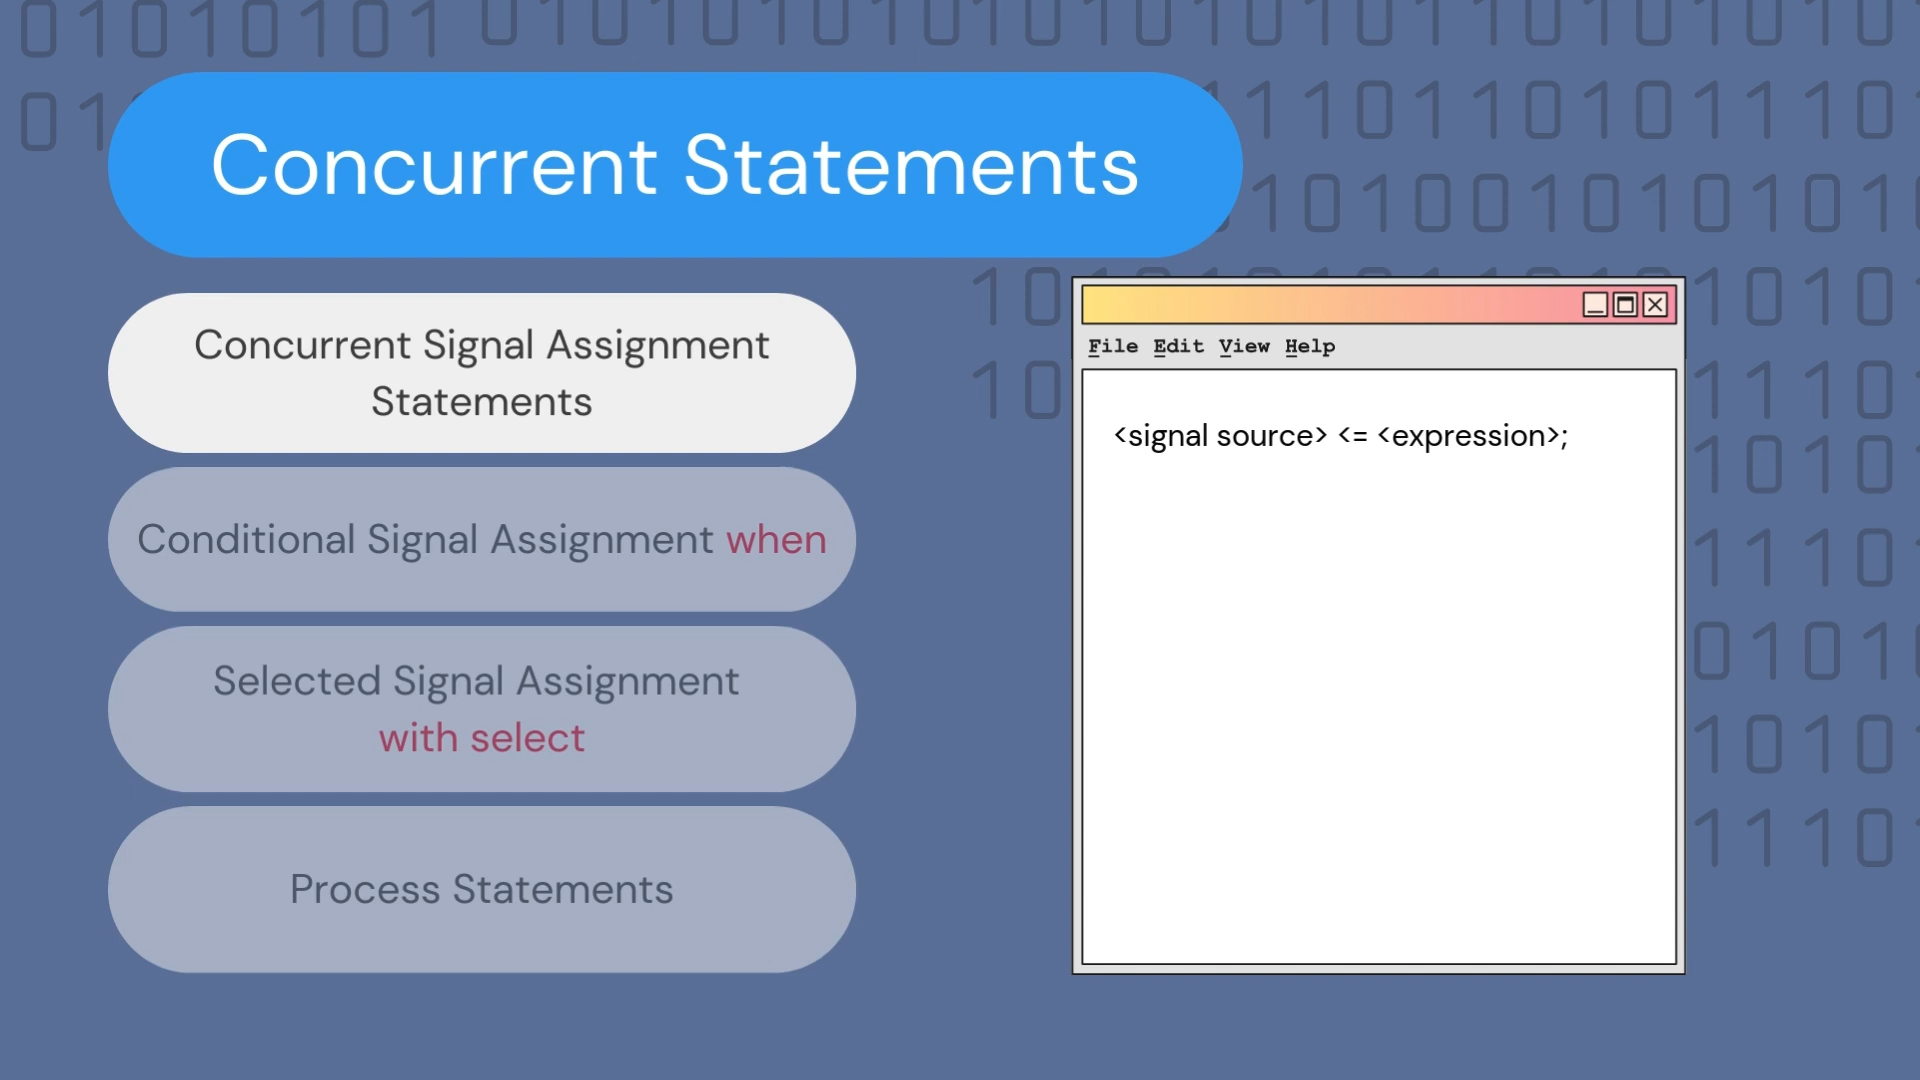 Concurrent Statements
Concurrent Signal Assignment
Statements
Conditional Signal Assignment when
Selected Signal Assignment
with select
Process Statements
File Edit View Help
<signal source> <= <expression>;